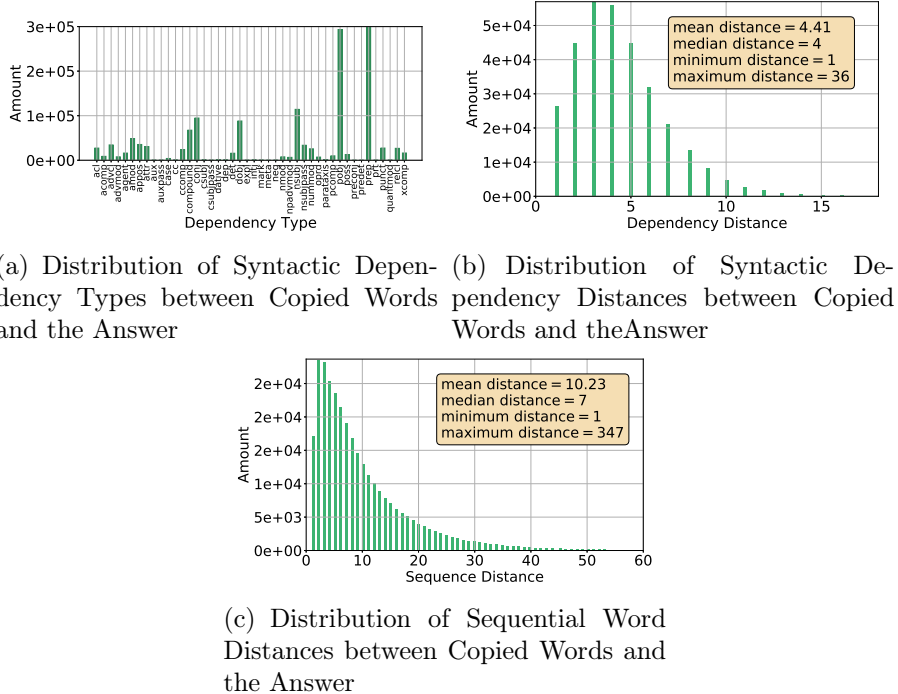 3e+05
2e+05
1e+05
0e+00
Amount
acl
acomp
advcl
advmod
agent
amod
appos
attr
aux
auxpass
case
cc
ccomp
compound
conj
csubj
csubjpass
dative
dep
det
dobj
expl
intj
mark
meta
neg
nmod
npadvmod
nsubj
nsubjpass
nummod
oprd
parataxis
pcomp
pobj
poss
preconj
predet
prep
prt
punct
quantmod
relcl
xcomp
Dependency Type
5e+04
4e+04
3e+04
2e+04
1e+04
0e+00
Amount
mean distance = 4.41
median distance = 4
minimum distance = 1
maximum distance = 36
0 5 10 15
Dependency Distance
(a) Distribution of Syntactic Depen-
dency Types between Copied Words
and the Answer
(b) Distribution of Syntactic De-
pendency Distances between Copied
Words and theAnswer
2e+04
2e+04
2e+04
1e+04
5e+03
0e+00
Amount
mean distance = 10.23
median distance = 7
minimum distance = 1
maximum distance = 347
0 10 20 30 40 50 60
Sequence Distance
(c) Distribution of Sequential Word
Distances between Copied Words and
the Answer